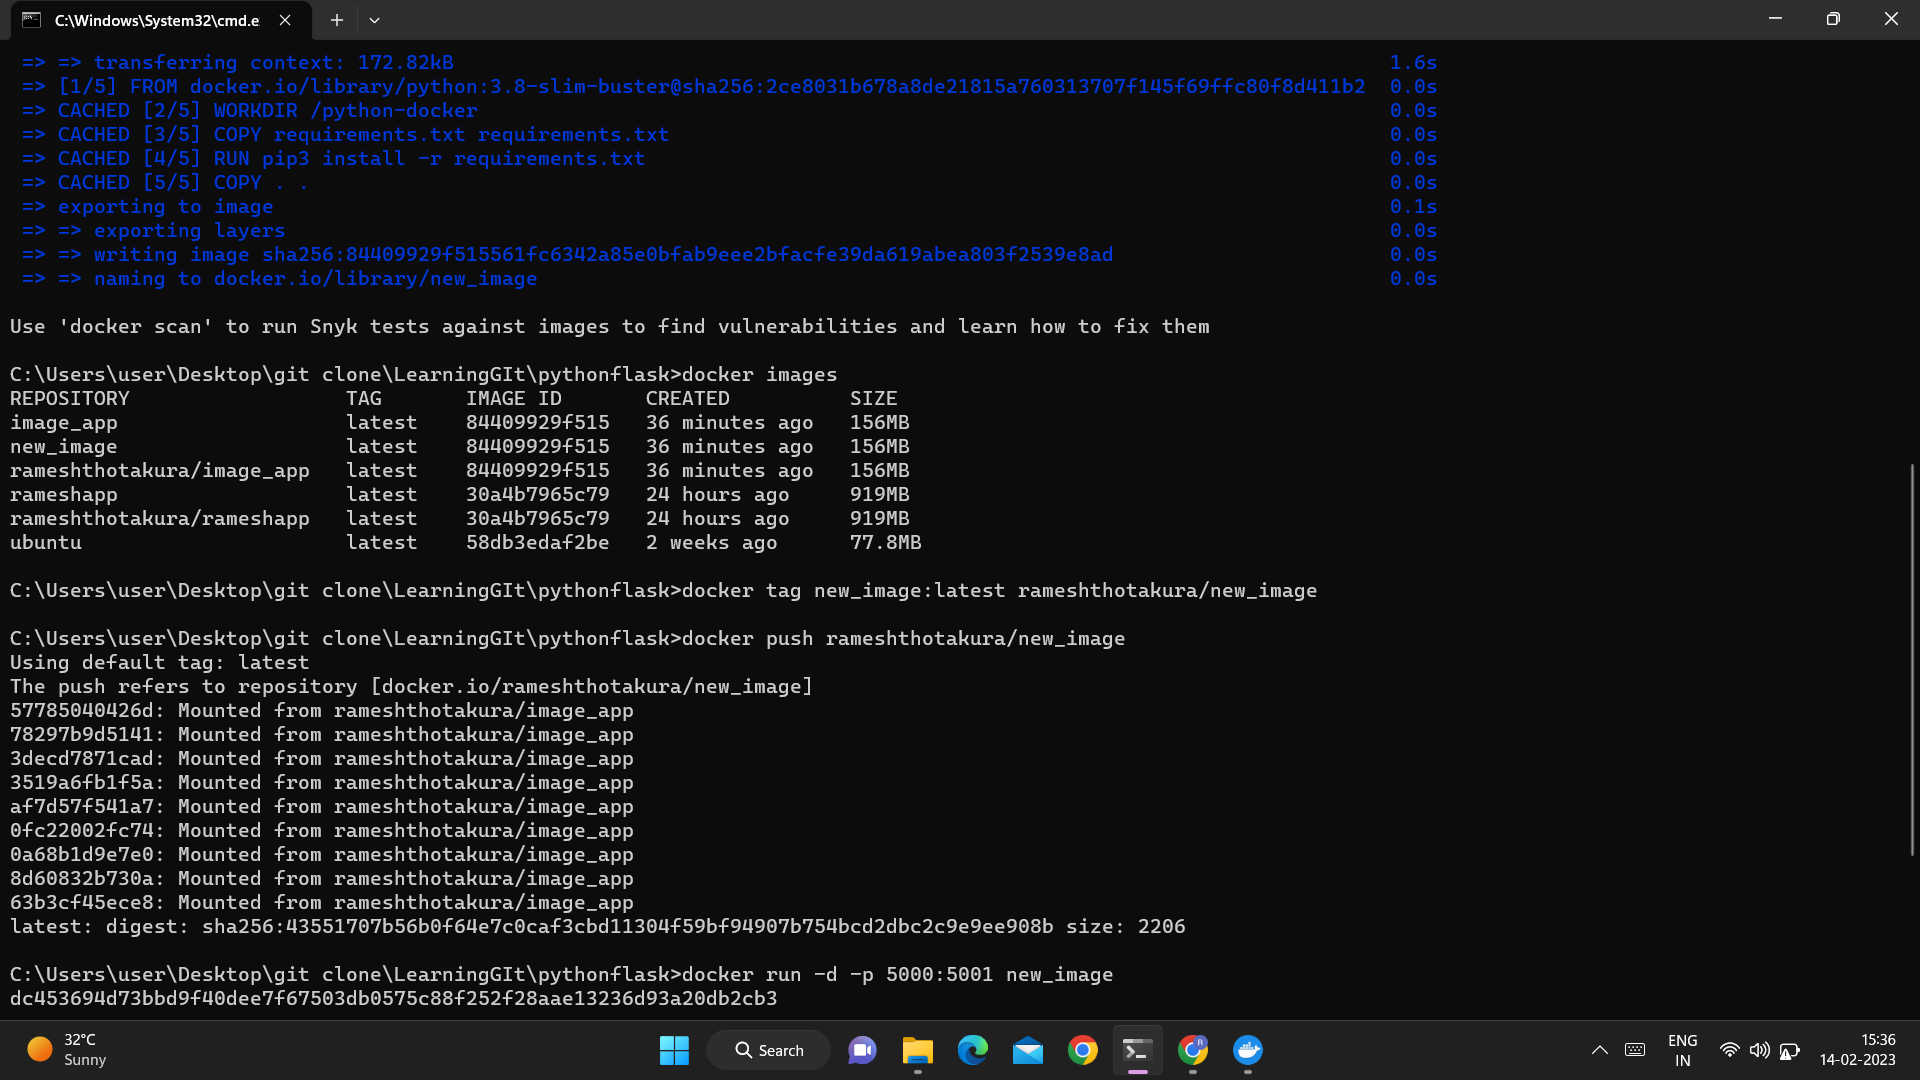 C:\Windows\System32\cmd.e
=> => transferring context: 172.82kB 1.6s
=> [1/5] FROM docker.io/library/python:3.8-slim-buster@sha256:2ce8031b678a8de21815a760313707f145f69ffc80f8d411b2 0.0s
=> CACHED [2/5] WORKDIR /python-docker 0.0s
=> CACHED [3/5] COPY requirements.txt requirements.txt 0.0s
=> CACHED [4/5] RUN pip3 install -r requirements.txt 0.0s
=> CACHED [5/5] COPY . . 0.0s
=> exporting to image 0.1s
=> => exporting layers 0.0s
=> => writing image sha256:84409929f515561fc6342a85e0bfab9eee2bfacfe39da619abea803f2539e8ad 0.0s
=> => naming to docker.io/library/new_image 0.0s
Use 'docker scan' to run Snyk tests against images to find vulnerabilities and learn how to fix them
C:\Users\user\Desktop\git clone\LearningGIt\pythonflask>docker images
REPOSITORY TAG IMAGE ID CREATED SIZE
image_app latest 84409929f515 36 minutes ago 156MB
new_image latest 84409929f515 36 minutes ago 156MB
rameshthotakura/image_app latest 84409929f515 36 minutes ago 156MB
rameshapp latest 30a4b7965c79 24 hours ago 919MB
rameshthotakura/rameshapp latest 30a4b7965c79 24 hours ago 919MB
ubuntu latest 58db3edaf2be 2 weeks ago 77.8MB
C:\Users\user\Desktop\git clone\LearningGIt\pythonflask>docker tag new_image:latest rameshthotakura/new_image
C:\Users\user\Desktop\git clone\LearningGIt\pythonflask>docker push rameshthotakura/new_image
Using default tag: latest
The push refers to repository [docker.io/rameshthotakura/new_image]
57785040426d: Mounted from rameshthotakura/image_app
78297b9d5141: Mounted from rameshthotakura/image_app
3decd7871cad: Mounted from rameshthotakura/image_app
3519a6fb1f5a: Mounted from rameshthotakura/image_app
af7d57f541a7: Mounted from rameshthotakura/image_app
0fc22002fc74: Mounted from rameshthotakura/image_app
0a68b1d9e7e0: Mounted from rameshthotakura/image_app
8d60832b730a: Mounted from rameshthotakura/image_app
63b3cf45ece8: Mounted from rameshthotakura/image_app
latest: digest: sha256:43551707b56b0f64e7c0caf3cbd11304f59bf94907b754bcd2dbc2c9e9ee908b size: 2206
C:\Users\user\Desktop\git clone\LearningGIt\pythonflask>docker run -d -p 5000:5001 new_image
dc453694d73bbd9f40dee7f67503db0575c88f252f28aae13236d93a20db2cb3
32°C
Sunny
Search
R
ENG
IN
15:36
14-02-2023